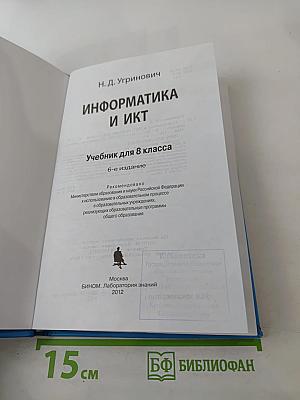 Н. Д. Угринович
ИНФОРМАТИКА
И ИКТ
Учебник для 8 класса
6-е издание
Рекомендовано
Министерством образования и науки Российской Федерации
к использованию в образовательном процессе
в образовательных учреждениях,
реализующих образовательные программы
общего образования
Москва
БИНОМ. Лаборатория знаний
2012
15 см
БФ БИБЛИОФАН